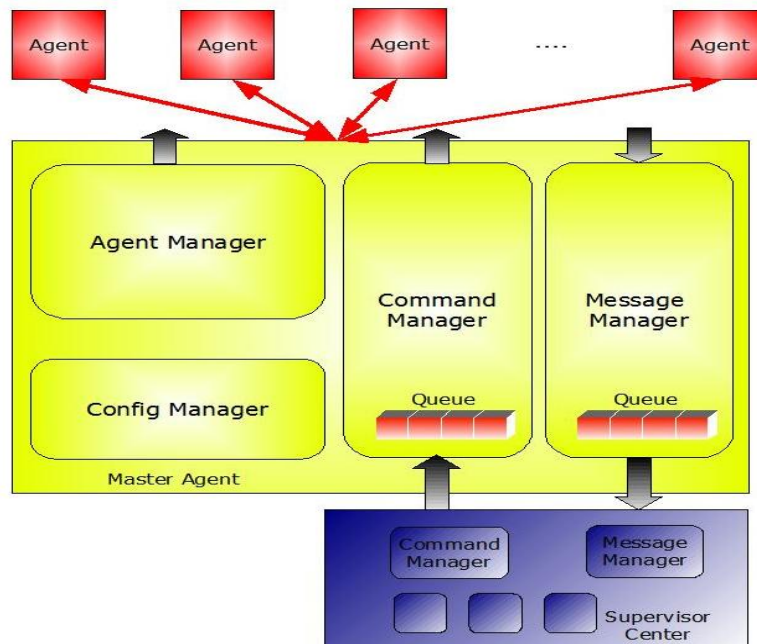 Agent
Agent
Agent
....
Agent
Agent Manager
Command
Manager
Message
Manager
Config Manager
Queue
Queue
Master Agent
Command
Manager
Message
Manager
Supervisor
Center